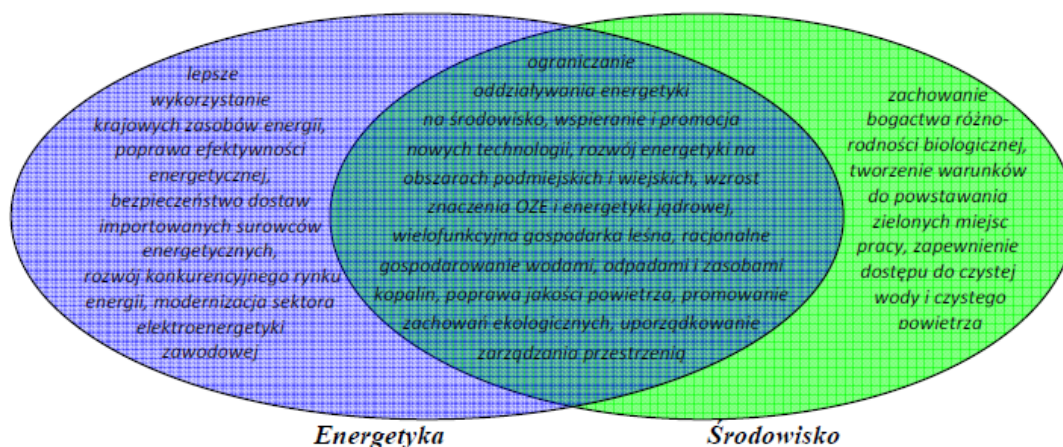 lepsze
wykorzystanie
krajowych zasobów energii,
poprawa efektywności
energetycznej,
bezpieczeństwo dostaw
importowanych surowców
energetycznych,
rozwój konkurencyjnego rynku
energii, modernizacja sektora
elektroenergetyki
zawodowej
ograniczanie
oddziaływania energetyki
na środowisko, wspieranie i promocja
nowych technologii, rozwój energetyki na
obszarach podmiejskich i wiejskich, wzrost
znaczenia OZE i energetyki jądrowej,
wielofunkcyjna gospodarka leśna, racjonalne
gospodarowanie wodami, odpadami i zasobami
kopalin, poprawa jakości powietrza, promowanie
zachowań ekologicznych, uporządkowanie
zarządzania przestrzenią
zachowanie
bogactwa różno-
rodności biologicznej,
tworzenie warunków
do powstawania
zielonych miejsc
pracy, zapewnienie
dostępu do czystej
wody i czystego
powietrza
Energetyka
Środowisko